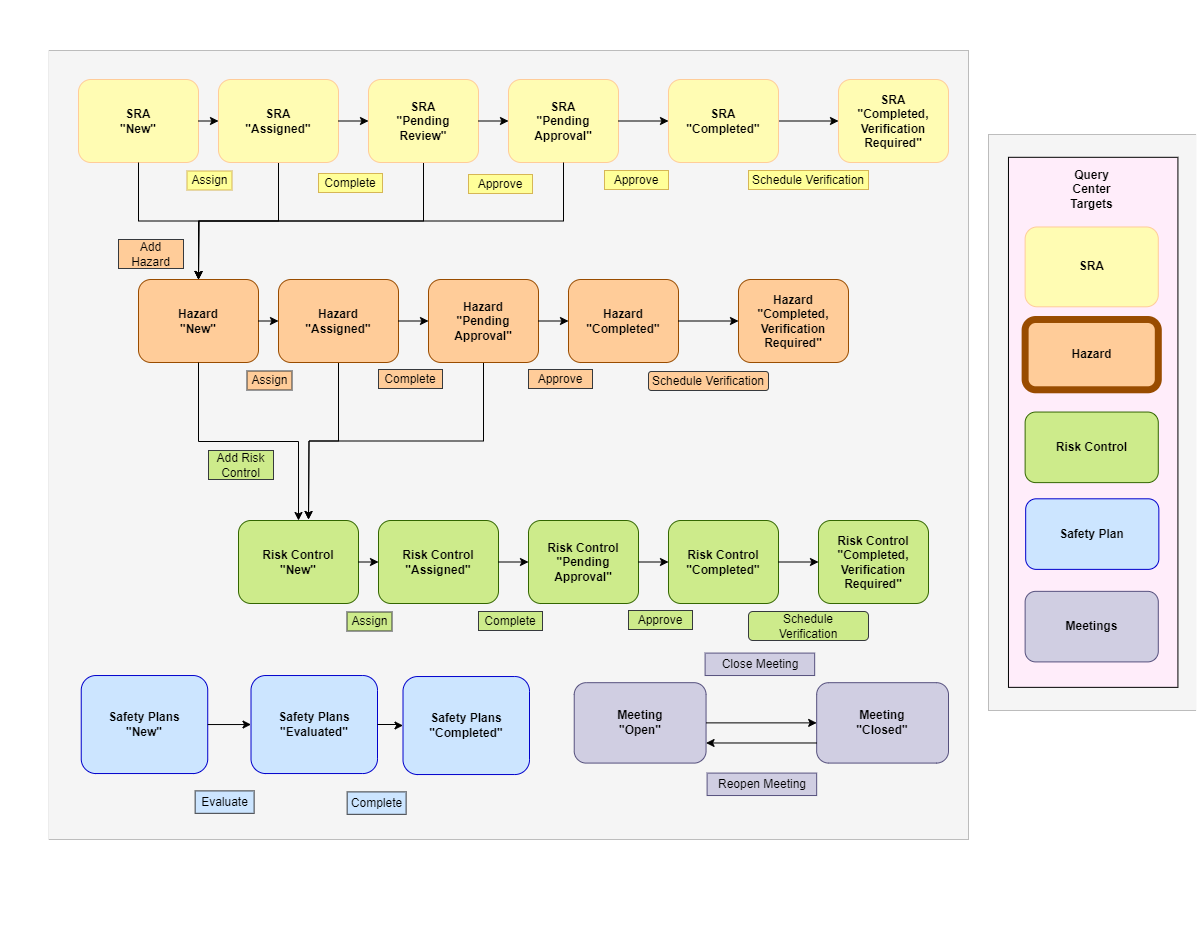 SRA
"New"
SRA
"Assigned"
SRA
"Pending
Review"
SRA
"Pending
Approval"
SRA
"Completed"
SRA
"Completed,
Verification
Required"
Assign
Complete
Approve
Approve
Schedule Verification
Add
Hazard
Hazard
"New"
Hazard
"Assigned"
Hazard
"Pending
Approval"
Hazard
"Completed"
Hazard
"Completed,
Verification
Required"
Assign
Complete
Approve
Schedule Verification
Add Risk
Control
Risk Control
"New"
Risk Control
"Assigned"
Risk Control
"Pending
Approval"
Risk Control
"Completed"
Risk Control
"Completed,
Verification
Required"
Assign
Complete
Approve
Schedule
Verification
Safety Plans
"New"
Safety Plans
"Evaluated"
Safety Plans
"Completed"
Evaluate
Complete
Close Meeting
Meeting
"Open"
Meeting
"Closed"
Reopen Meeting
Query
Center
Targets
SRA
Hazard
Risk Control
Safety Plan
Meetings